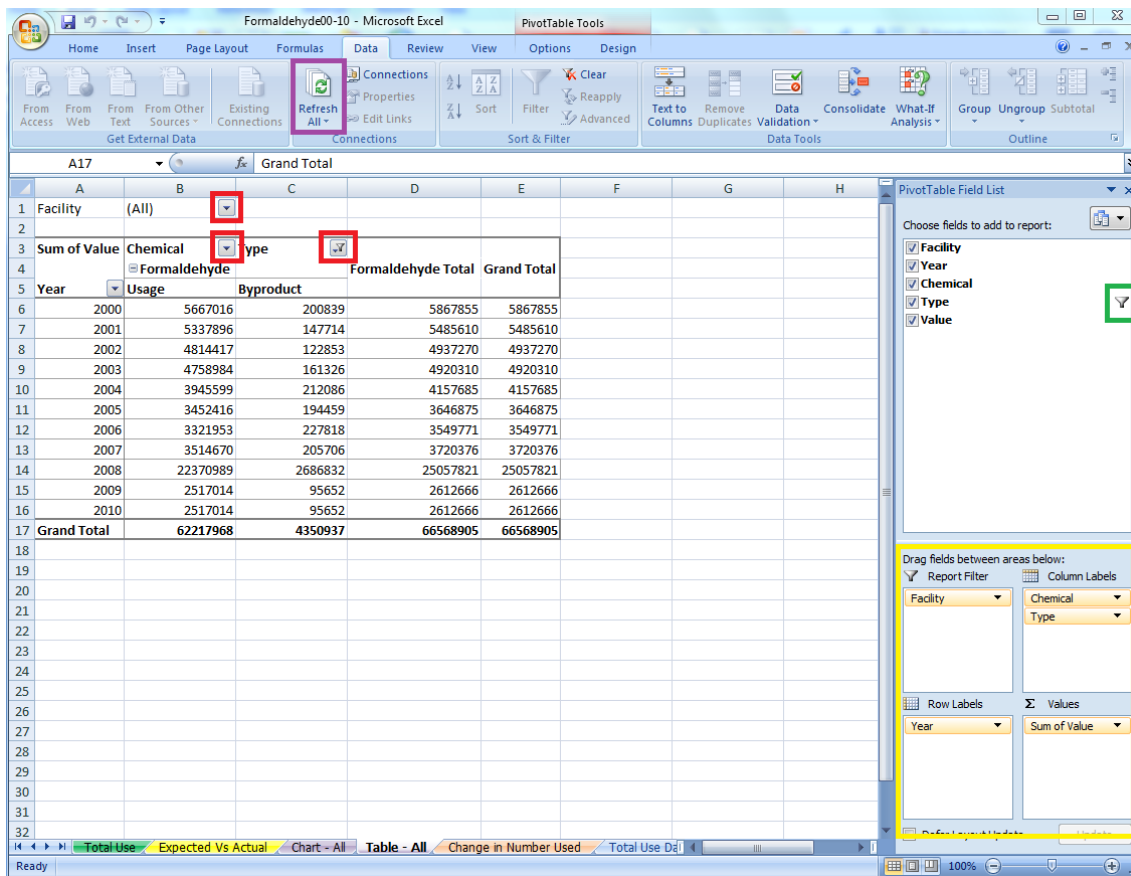 Formaldehyde00-10 - Microsoft Excel PivotTable Tools
Home Insert Page Layout Formulas Data Review View Options Design
From Access From Web From Text From Other Sources Existing Connections Refresh All Connections Properties Edit Links Sort Filter Clear Reapply Advanced Text to Columns Remove Duplicates Data Validation Consolidate What-If Analysis Group Ungroup Subtotal
Get External Data Connections Sort & Filter Data Tools Outline
A17 fx Grand Total
A B C D E F G H
1 Facility (All)
2
3 Sum of Value Chemical Type
4 Formaldehyde Formaldehyde Total Grand Total
5 Year Usage Byproduct
6 2000 5667016 200839 5867855 5867855
7 2001 5337896 147714 5485610 5485610
8 2002 4814417 122853 4937270 4937270
9 2003 4758984 161326 4920310 4920310
10 2004 3945599 212086 4157685 4157685
11 2005 3452416 194459 3646875 3646875
12 2006 3321953 227818 3549771 3549771
13 2007 3514670 205706 3720376 3720376
14 2008 22370989 2686832 25057821 25057821
15 2009 2517014 95652 2612666 2612666
16 2010 2517014 95652 2612666 2612666
17 Grand Total 62217968 4350937 66568905 66568905
18
19
20
21
22
23
24
25
26
27
28
29
30
31
32
PivotTable Field List
Choose fields to add to report:
Facility
Year
Chemical
Type
Value
Drag fields between areas below:
Report Filter Column Labels
Facility Chemical
Type
Row Labels Σ Values
Year Sum of Value
Defer Layout Update Update
Total Use Expected Vs Actual Chart - All Table - All Change in Number Used Total Use Da
Ready 100%